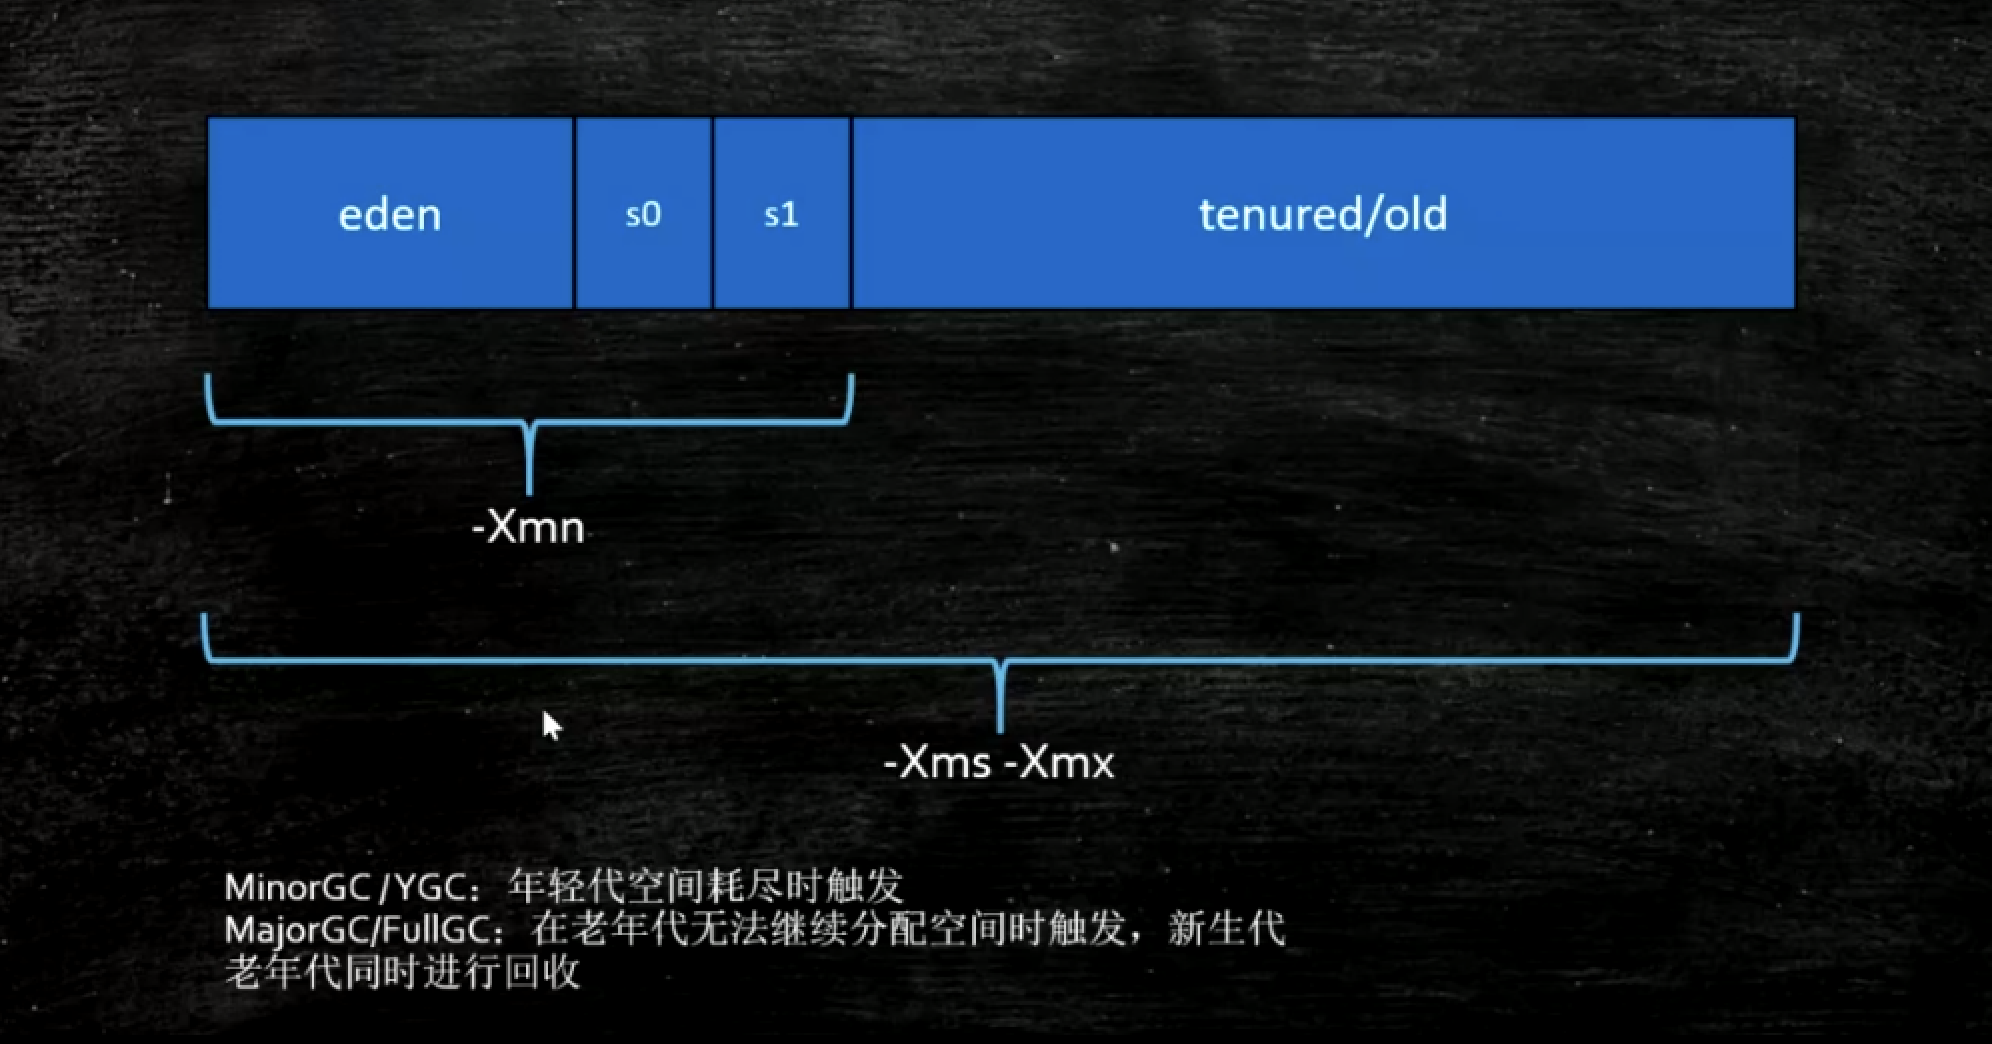 eden
s0
s1
tenured/old
-Xmn
-Xms -Xmx
MinorGC/YGC：年轻代空间耗尽时触发
MajorGC/FullGC：在老年代无法继续分配空间时触发，新生代
老年代同时进行回收